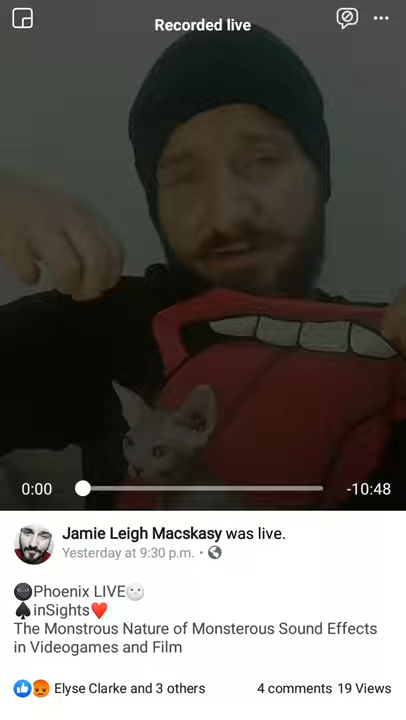 Recorded live
0:00
-10:48
Jamie Leigh Macskasy was live.
Yesterday at 9:30 p.m.
🌚Phoenix LIVE🌝
♠️inSights❤️
The Monstrous Nature of Monsterous Sound Effects
in Videogames and Film
Elyse Clarke and 3 others
4 comments 19 Views